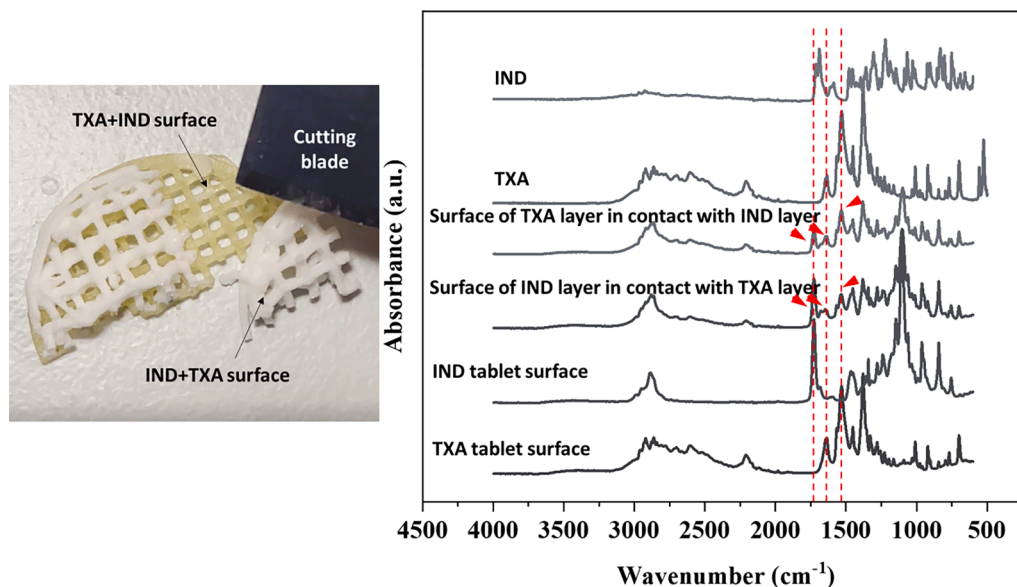 TXA+IND surface
Cutting
blade
IND+TXA surface
Absorbance (a.u.)
IND
TXA
Surface of TXA layer in contact with IND layer
Surface of IND layer in contact with TXA layer
IND tablet surface
TXA tablet surface
4500 4000 3500 3000 2500 2000 1500 1000 500
Wavenumber (cm⁻¹)